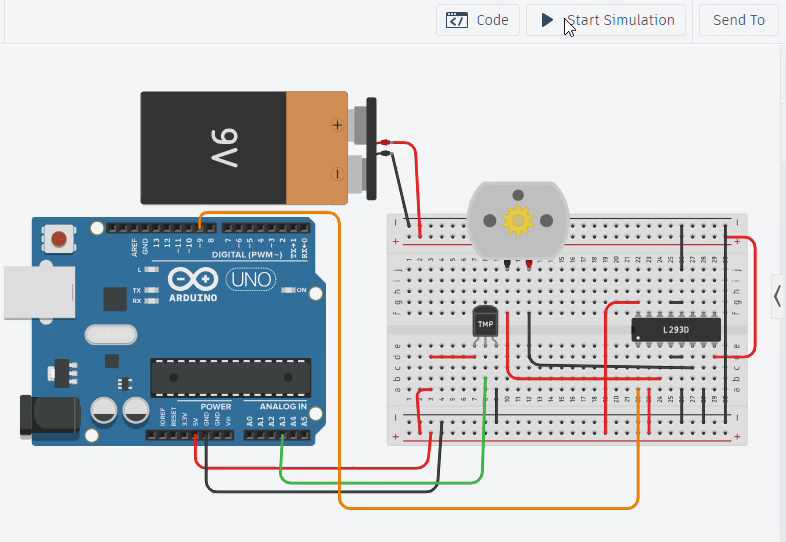 Code
Start Simulation
Send To
9V
+
−
AREF
GND
13
12
~11
~10
~9
8
7
~6
~5
4
~3
2
TX→1
RX←0
DIGITAL (PWM~)
L
TX
RX
ARDUINO
UNO
ON
POWER
ANALOG IN
IOREF
RESET
3.3V
5V
GND
GND
Vin
A0
A1
A2
A3
A4
A5
TMP
L293D